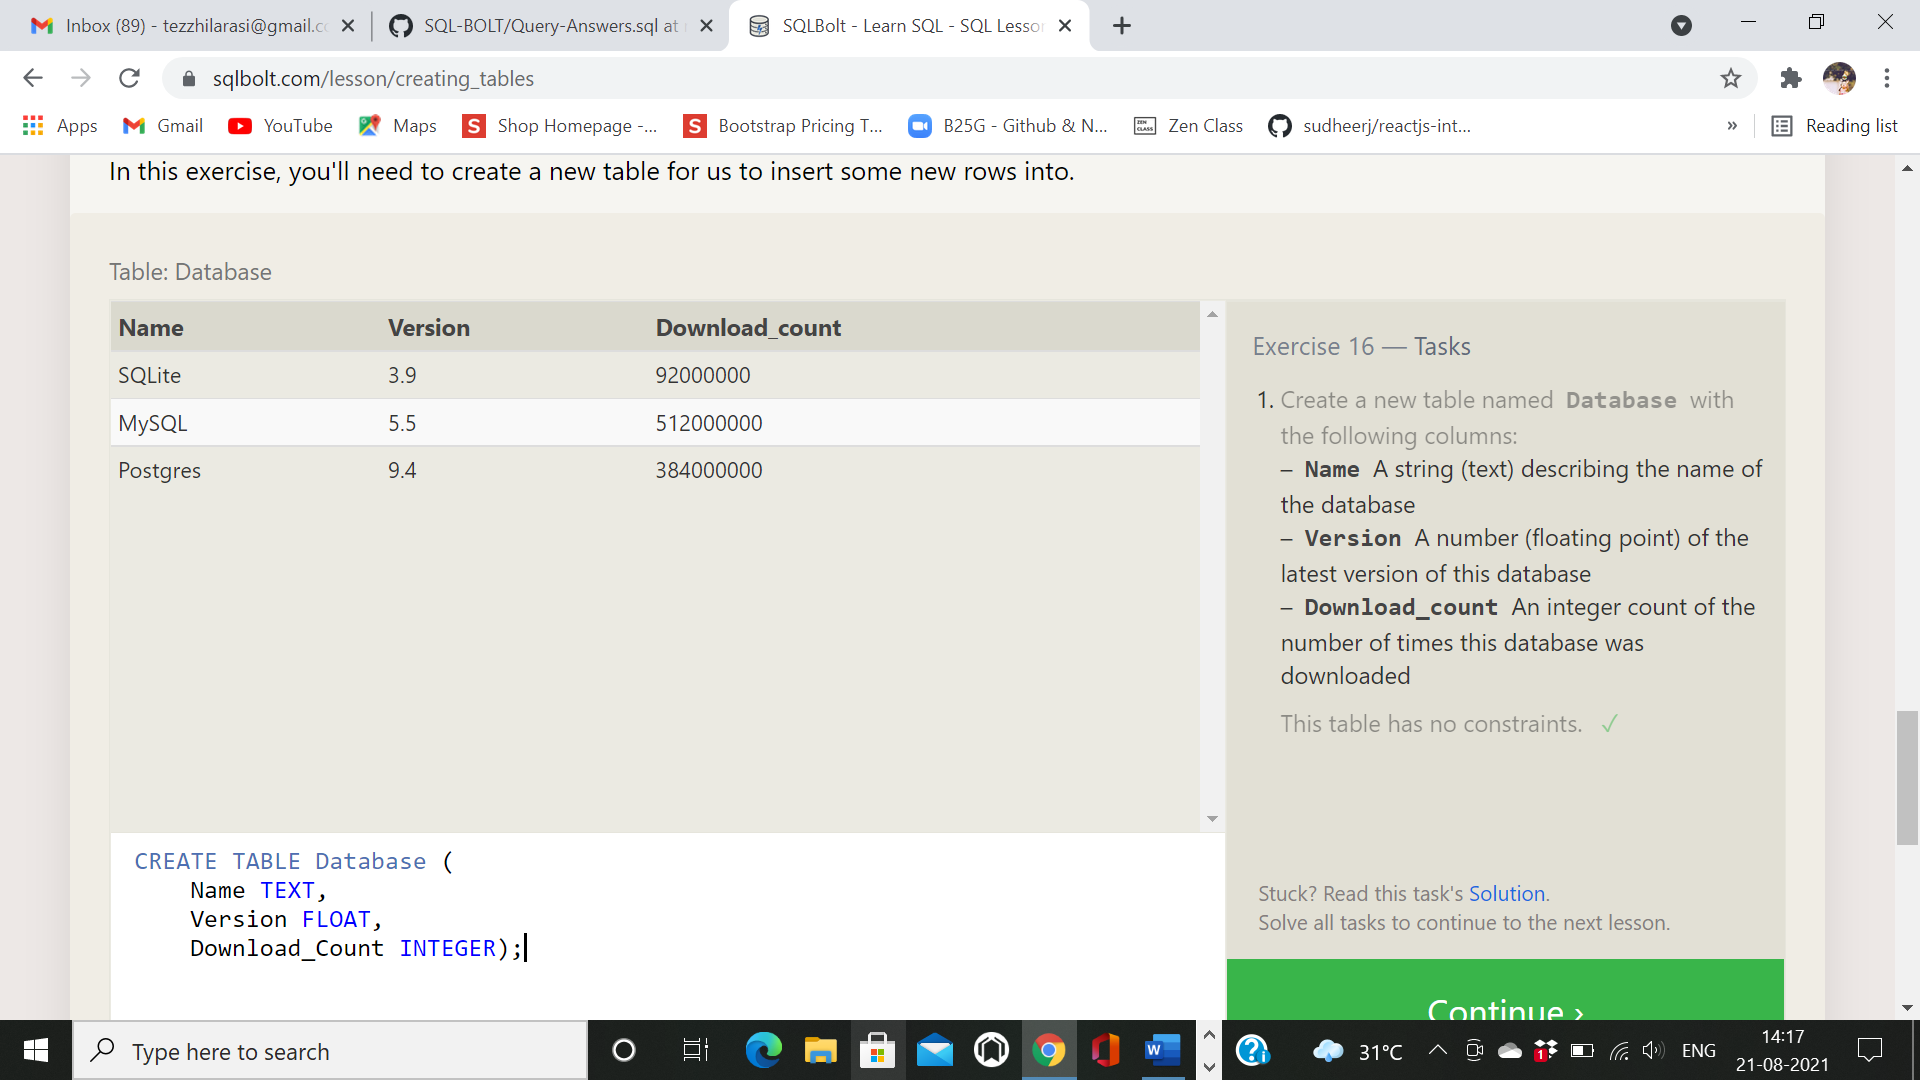 Inbox (89) - tezzhilarasi@gmail.co
SQL-BOLT/Query-Answers.sql at
SQLBolt - Learn SQL - SQL Lesson
sqlbolt.com/lesson/creating_tables
Apps
Gmail
YouTube
Maps
S
Shop Homepage -...
S
Bootstrap Pricing T...
B25G - Github & N...
ZEN CLASS
Zen Class
sudheerj/reactjs-int...
»
Reading list
In this exercise, you'll need to create a new table for us to insert some new rows into.
Table: Database
Name Version Download_count
SQLite 3.9 92000000
MySQL 5.5 512000000
Postgres 9.4 384000000
Exercise 16 — Tasks
1. Create a new table named Database with
the following columns:
– Name A string (text) describing the name of
the database
– Version A number (floating point) of the
latest version of this database
– Download_count An integer count of the
number of times this database was
downloaded
This table has no constraints. ✓
CREATE TABLE Database (
Name TEXT,
Version FLOAT,
Download_Count INTEGER);
Stuck? Read this task's Solution.
Solve all tasks to continue to the next lesson.
Continue ›
Type here to search
W
?
31°C
1
ENG
14:17
21-08-2021